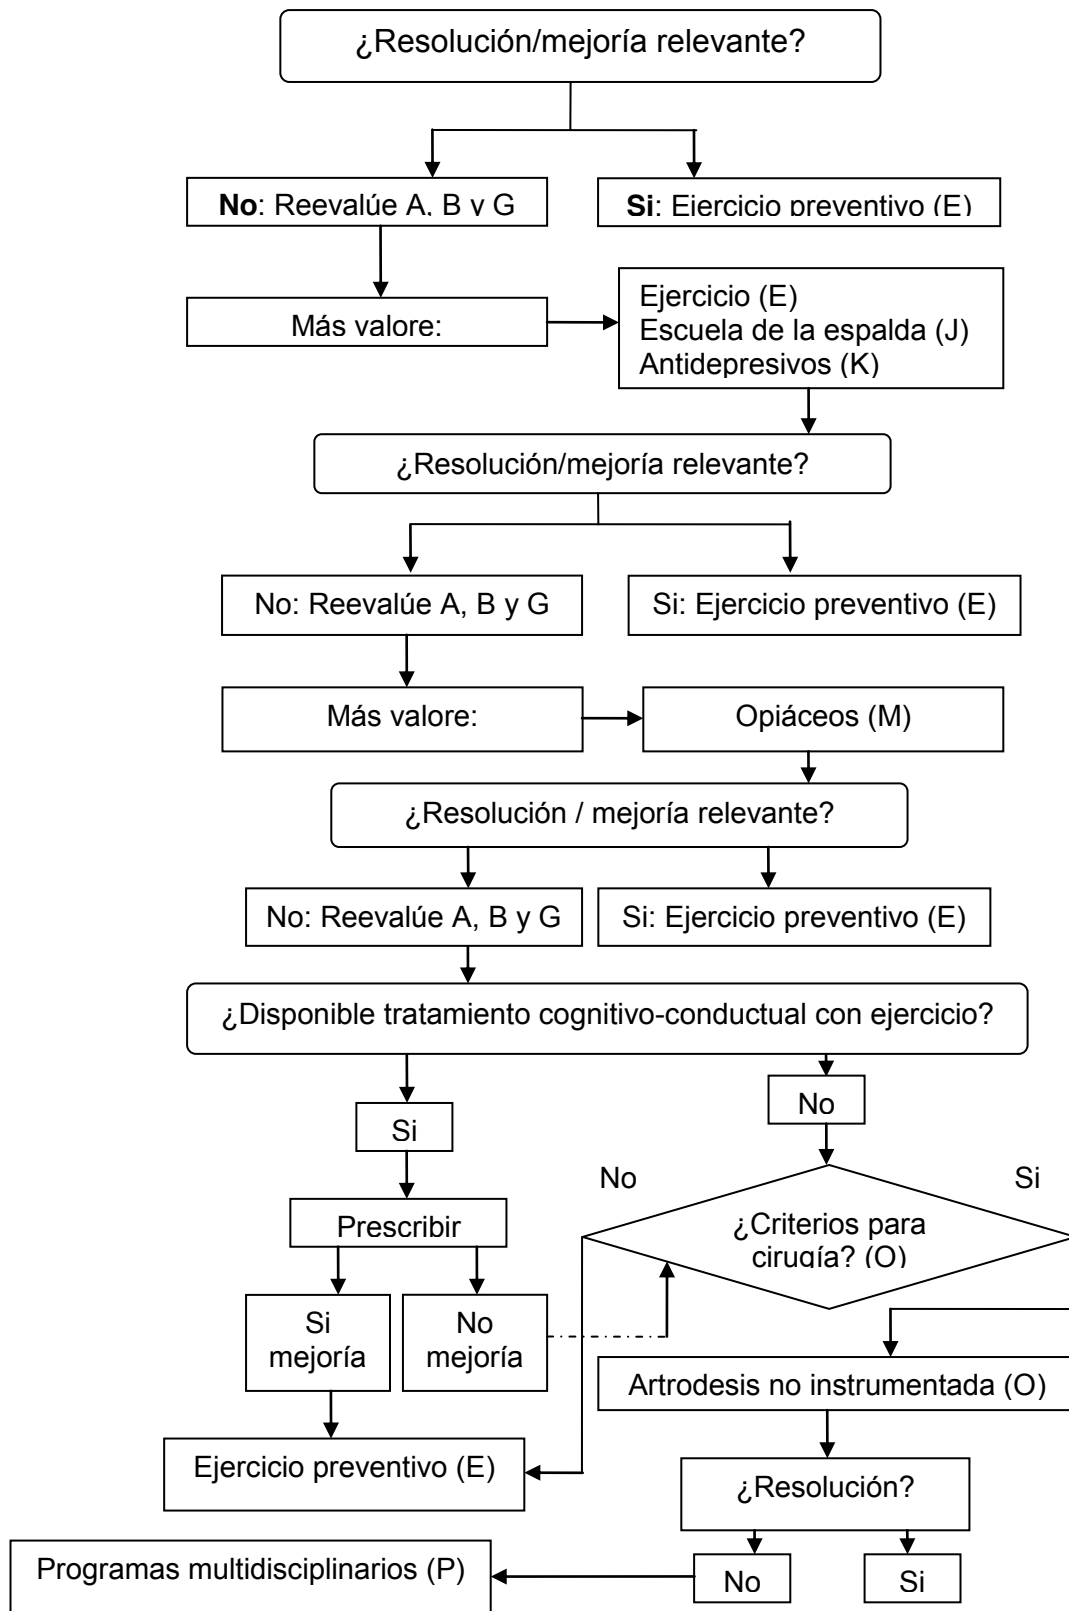 ¿Resolución/mejoría relevante?
No: Reevalúe A, B y G
Si: Ejercicio preventivo (E)
Más valore:
Ejercicio (E)
Escuela de la espalda (J)
Antidepresivos (K)
¿Resolución/mejoría relevante?
No: Reevalúe A, B y G
Si: Ejercicio preventivo (E)
Más valore:
Opiáceos (M)
¿Resolución / mejoría relevante?
No: Reevalúe A, B y G
Si: Ejercicio preventivo (E)
¿Disponible tratamiento cognitivo-conductual con ejercicio?
Si
No
No
Si
Prescribir
¿Criterios para
cirugía? (O)
Si
mejoría
No
mejoría
Artrodesis no instrumentada (O)
Ejercicio preventivo (E)
¿Resolución?
Programas multidisciplinarios (P)
No
Si